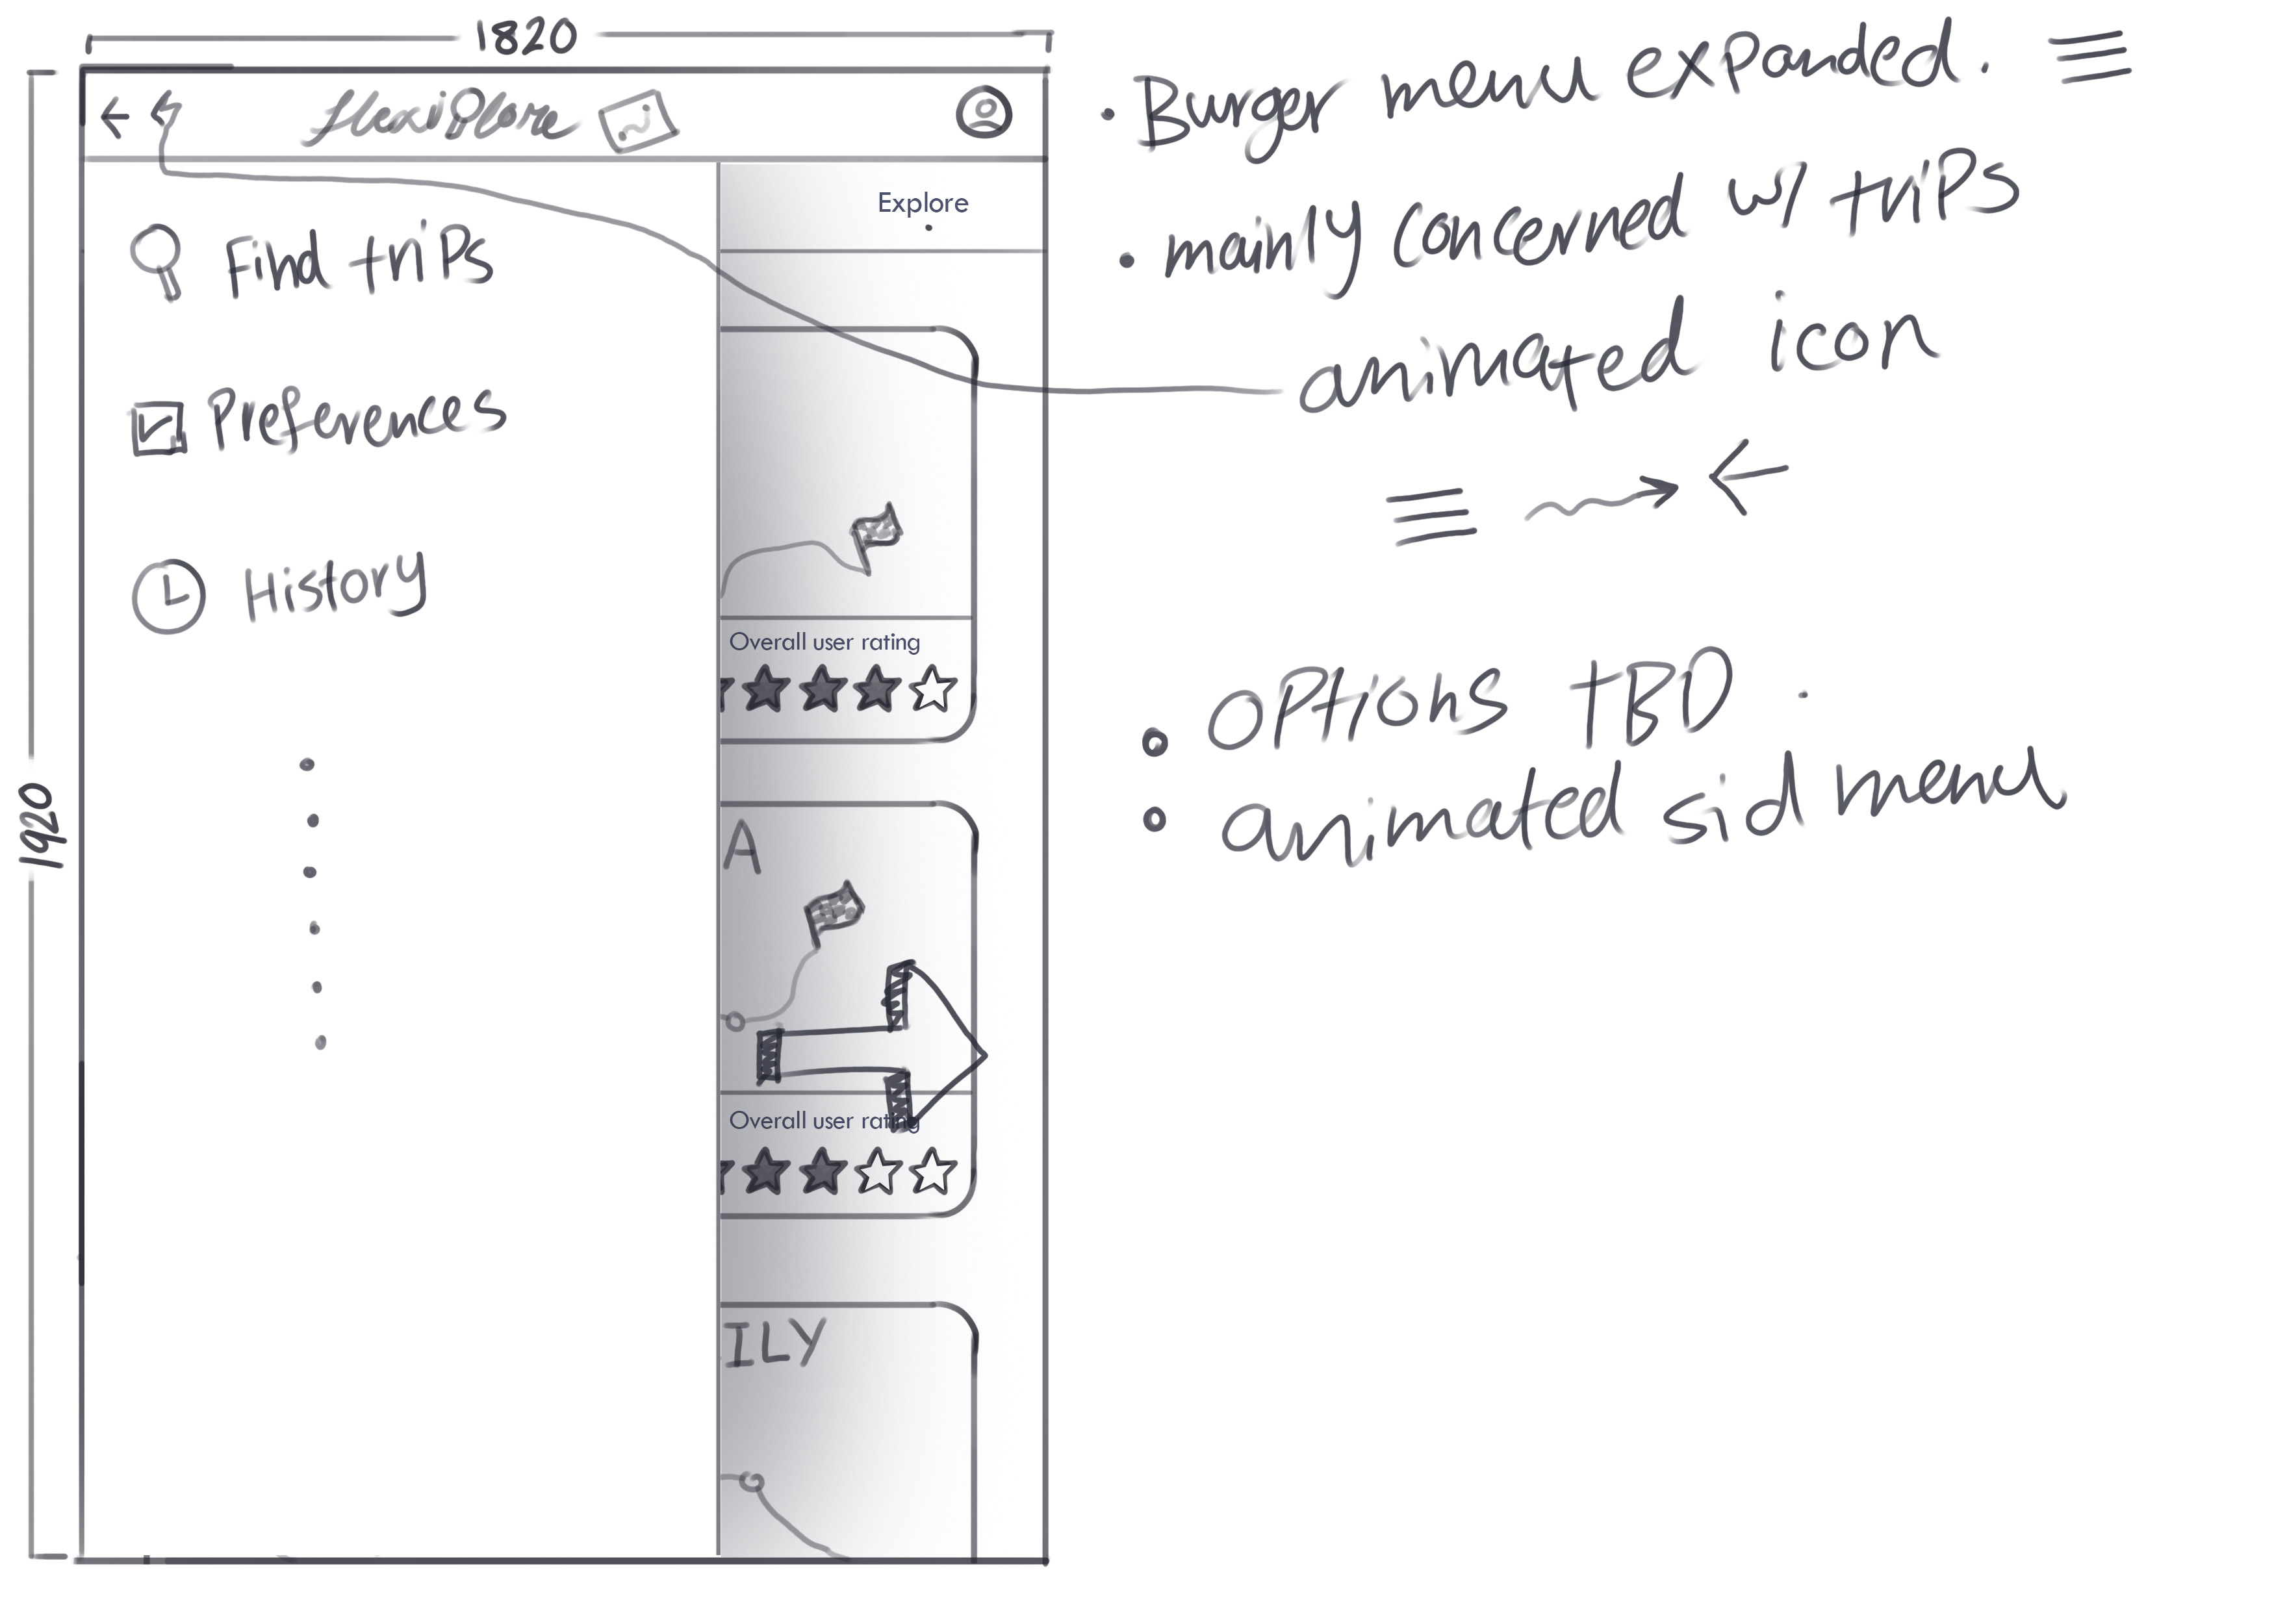 1820
1920
FlexiPlore
Explore
Find trips
Preferences
History
Overall user rating
A
Overall user rating
ILY
• Burger menu expanded.
• mainly concerned w/ trips
animated icon
• options TBD.
• animated sid menu